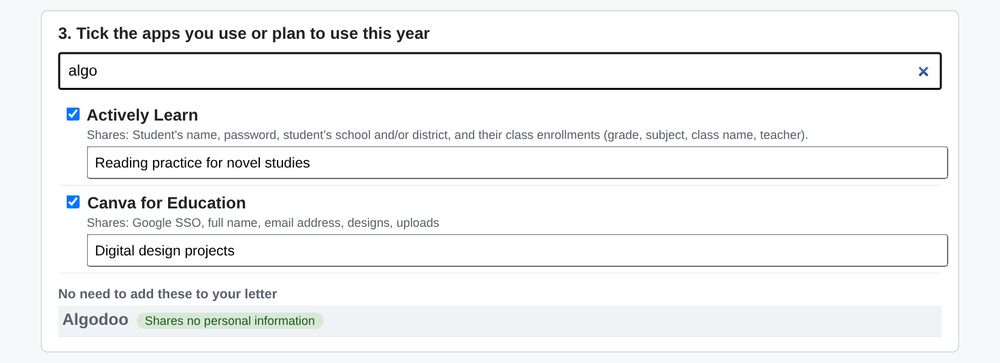 3. Tick the apps you use or plan to use this year
algo
Actively Learn
Shares: Student's name, password, student's school and/or district, and their class enrollments (grade, subject, class name, teacher).
Reading practice for novel studies
Canva for Education
Shares: Google SSO, full name, email address, designs, uploads
Digital design projects
No need to add these to your letter
Algodoo Shares no personal information